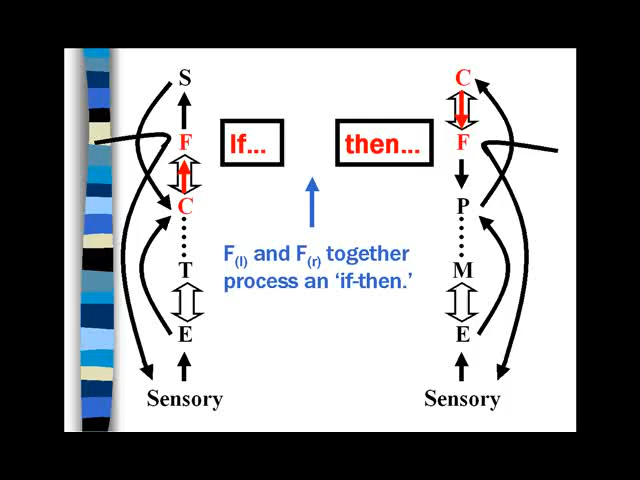 S
F
C
T
E
Sensory
If...
then...
F(l) and F(r) together
process an ‘if-then.’
C
F
P
M
E
Sensory